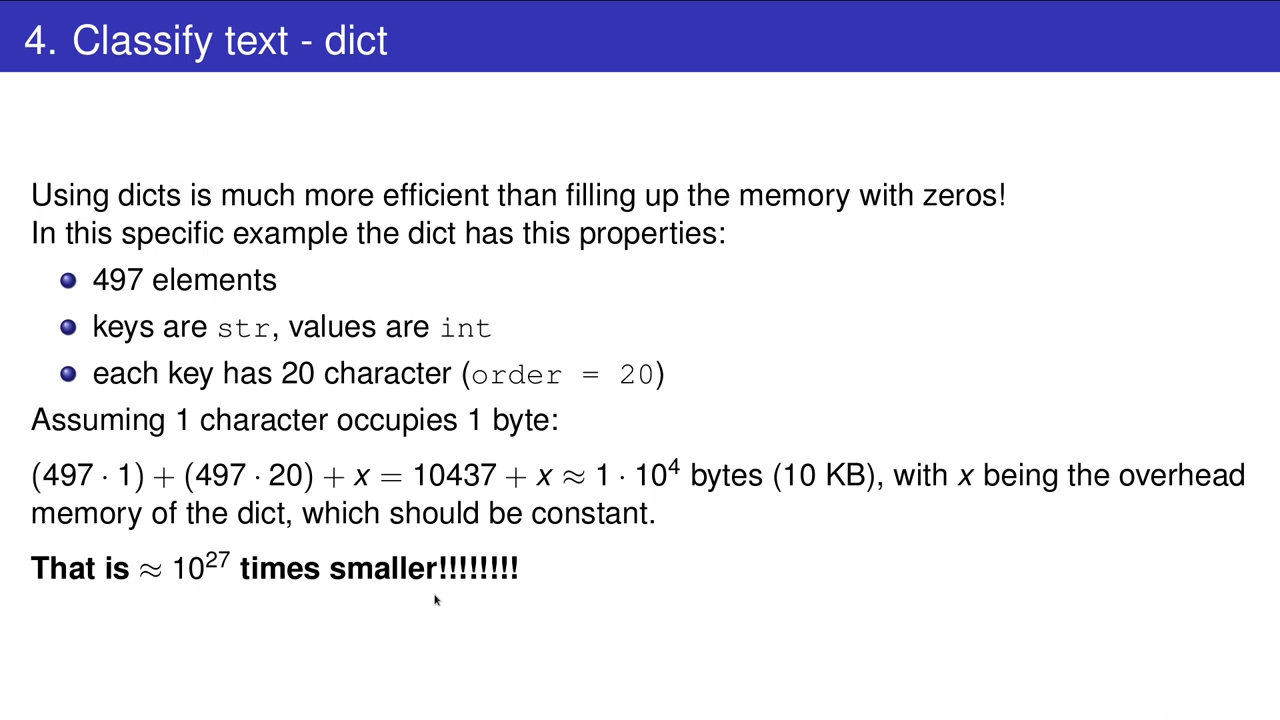 4. Classify text - dict
Using dicts is much more efficient than filling up the memory with zeros!
In this specific example the dict has this properties:
497 elements
keys are str, values are int
each key has 20 character (order = 20)
Assuming 1 character occupies 1 byte:
(497 · 1) + (497 · 20) + x = 10437 + x ≈ 1 · 10⁴ bytes (10 KB), with x being the overhead
memory of the dict, which should be constant.
That is ≈ 10²⁷ times smaller!!!!!!!!